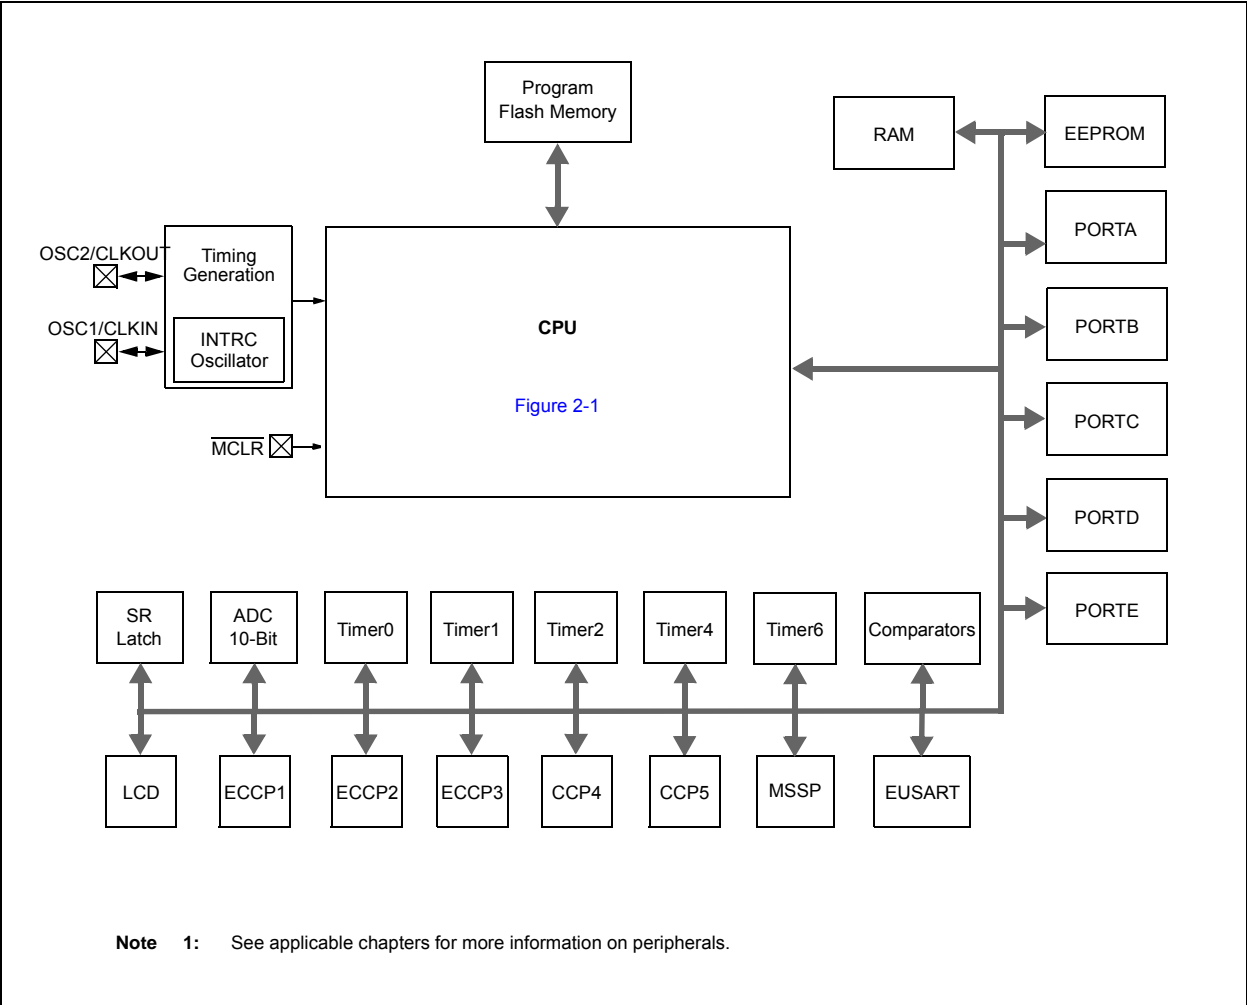 Program
Flash Memory
RAM
EEPROM
PORTA
OSC2/CLKOUT
Timing
Generation
OSC1/CLKIN
INTRC
Oscillator
CPU
PORTB
Figure 2-1
PORTC
MCLR
PORTD
PORTE
SR
Latch
ADC
10-Bit
Timer0
Timer1
Timer2
Timer4
Timer6
Comparators
LCD
ECCP1
ECCP2
ECCP3
CCP4
CCP5
MSSP
EUSART
Note 1: See applicable chapters for more information on peripherals.